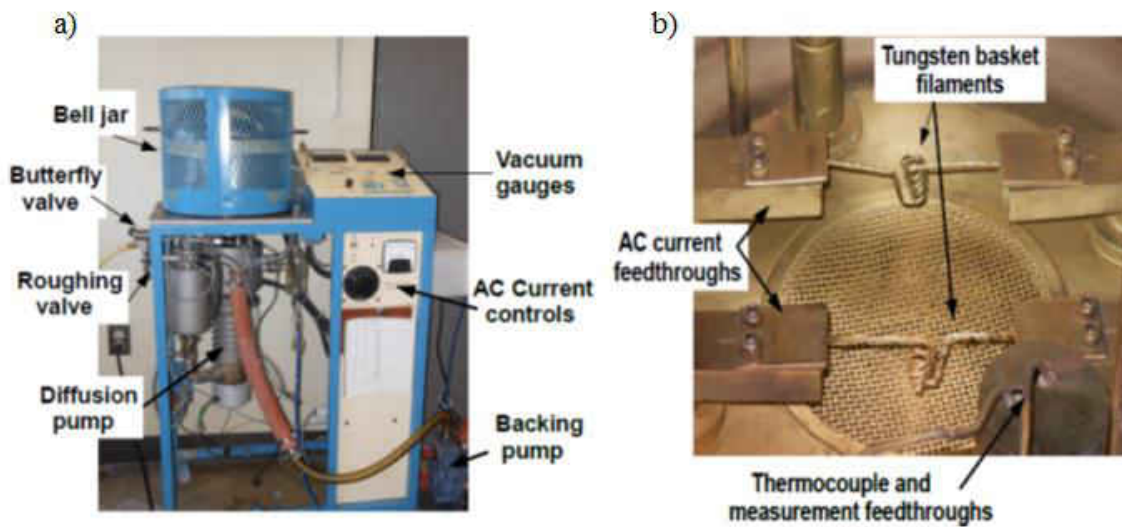 a)
Bell jar
Butterfly
valve
Roughing
valve
Diffusion
pump
Vacuum
gauges
AC Current
controls
Backing
pump
b)
Tungsten basket
filaments
AC current
feedthroughs
Thermocouple and
measurement feedthroughs